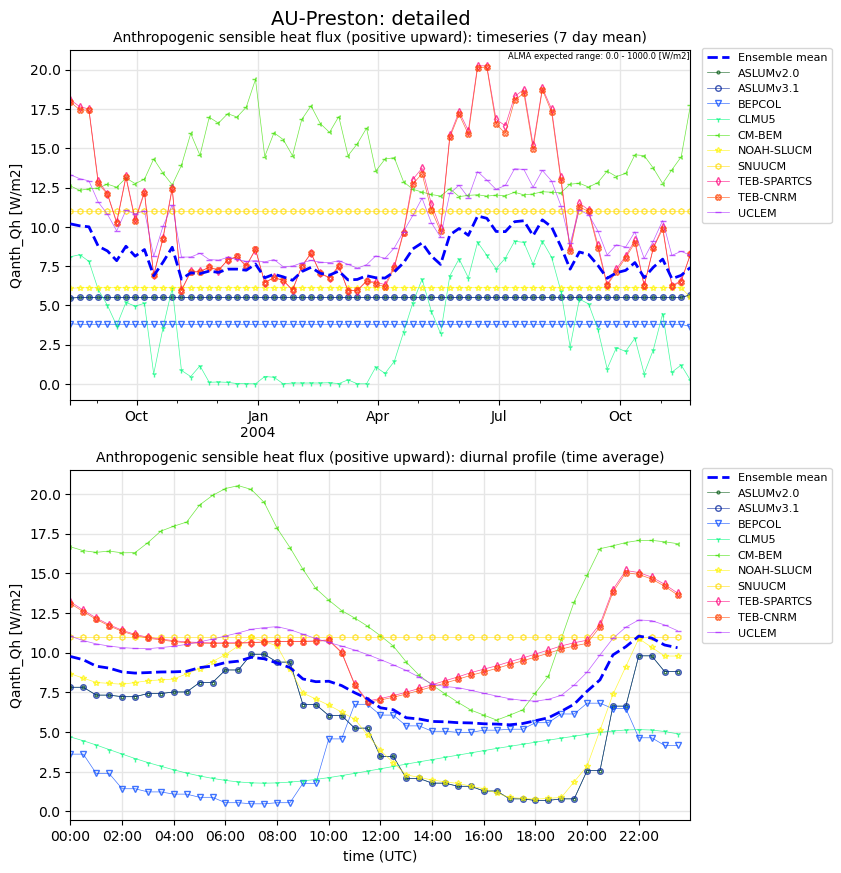 AU-Preston: detailed
Anthropogenic sensible heat flux (positive upward): timeseries (7 day mean)
ALMA expected range: 0.0 - 1000.0 [W/m2]
Qanth_Qh [W/m2]
20.0
17.5
15.0
12.5
10.0
7.5
5.0
2.5
0.0
Oct
Jan
2004
Apr
Jul
Oct
Ensemble mean
ASLUMv2.0
ASLUMv3.1
BEPCOL
CLMU5
CM-BEM
NOAH-SLUCM
SNUUCM
TEB-SPARTCS
TEB-CNRM
UCLEM
Anthropogenic sensible heat flux (positive upward): diurnal profile (time average)
Qanth_Qh [W/m2]
20.0
17.5
15.0
12.5
10.0
7.5
5.0
2.5
0.0
00:00
02:00
04:00
06:00
08:00
10:00
12:00
14:00
16:00
18:00
20:00
22:00
time (UTC)
Ensemble mean
ASLUMv2.0
ASLUMv3.1
BEPCOL
CLMU5
CM-BEM
NOAH-SLUCM
SNUUCM
TEB-SPARTCS
TEB-CNRM
UCLEM